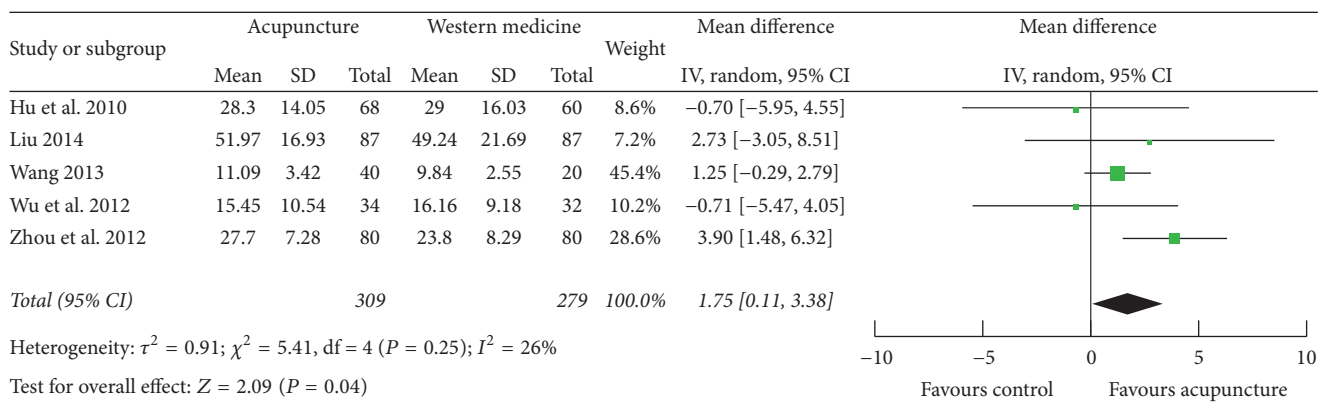 Study or subgroup Acupuncture Western medicine Weight Mean difference Mean difference
Mean SD Total Mean SD Total IV, random, 95% CI IV, random, 95% CI
Hu et al. 2010 28.3 14.05 68 29 16.03 60 8.6% −0.70 [−5.95, 4.55]
Liu 2014 51.97 16.93 87 49.24 21.69 87 7.2% 2.73 [−3.05, 8.51]
Wang 2013 11.09 3.42 40 9.84 2.55 20 45.4% 1.25 [−0.29, 2.79]
Wu et al. 2012 15.45 10.54 34 16.16 9.18 32 10.2% −0.71 [−5.47, 4.05]
Zhou et al. 2012 27.7 7.28 80 23.8 8.29 80 28.6% 3.90 [1.48, 6.32]
Total (95% CI) 309 279 100.0% 1.75 [0.11, 3.38]
Heterogeneity: τ² = 0.91; χ² = 5.41, df = 4 (P = 0.25); I² = 26%
−10 −5 0 5 10
Test for overall effect: Z = 2.09 (P = 0.04)
Favours control Favours acupuncture